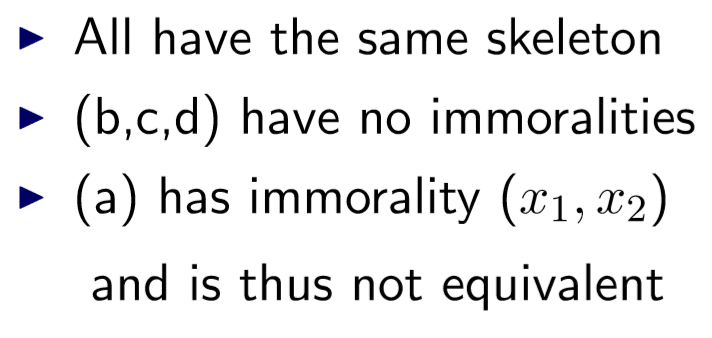 ▶ All have the same skeleton
▶ (b,c,d) have no immoralities
▶ (a) has immorality (x₁, x₂)
and is thus not equivalent